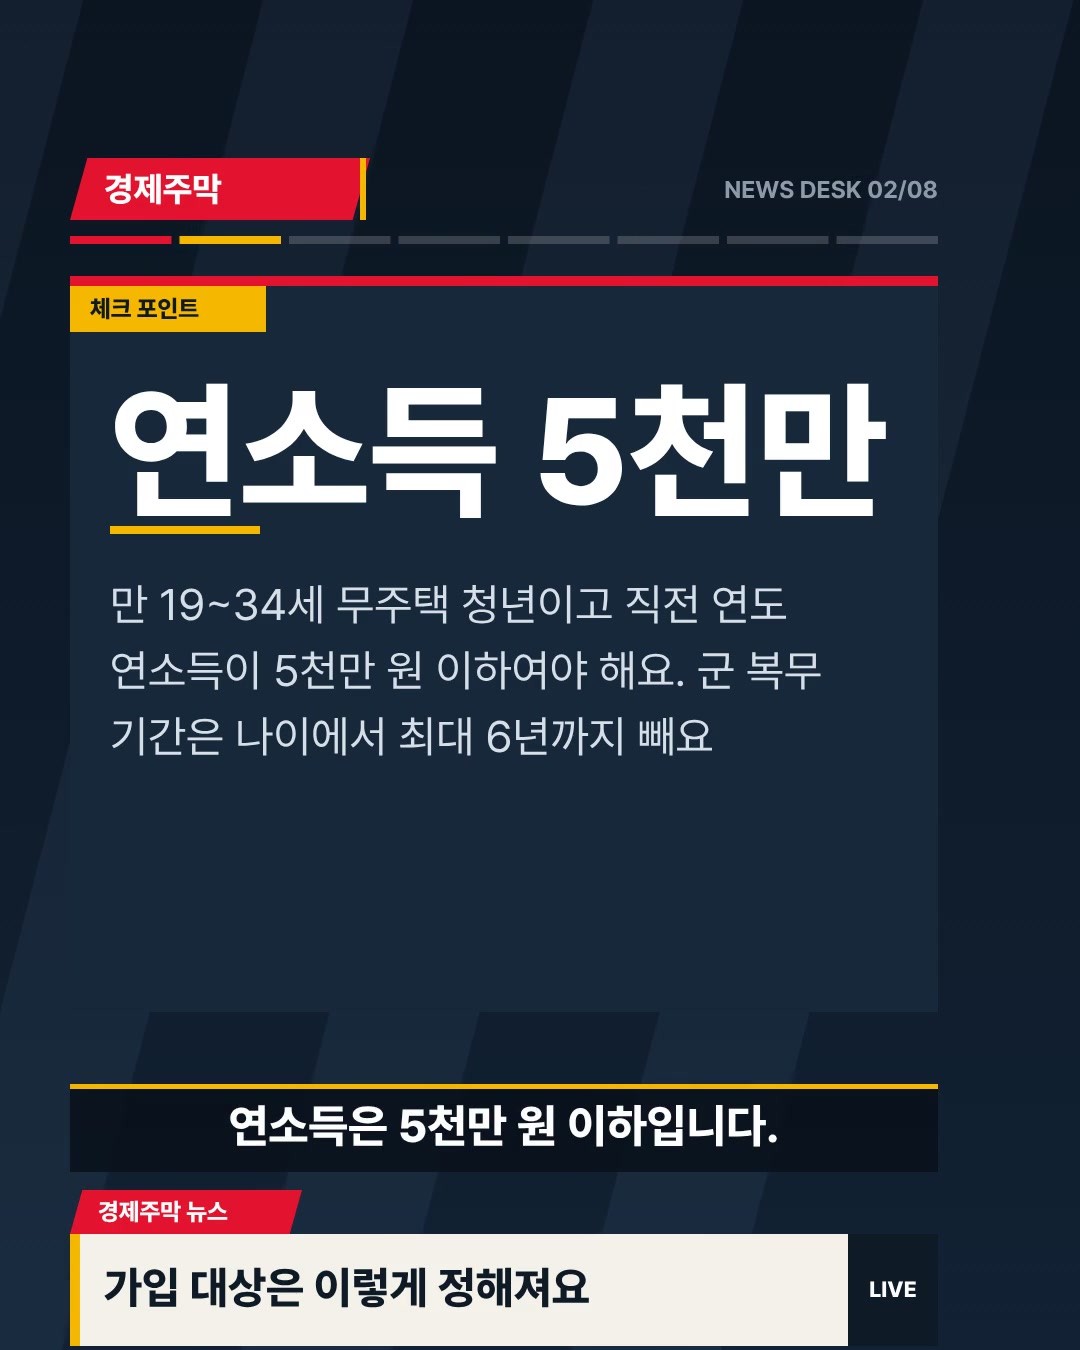 경제주막
NEWS DESK 02/08
체크 포인트
연소득 5천만
만 19~34세 무주택 청년이고 직전 연도
연소득이 5천만 원 이하여야 해요. 군 복무
기간은 나이에서 최대 6년까지 빼요
연소득은 5천만 원 이하입니다.
경제주막 뉴스
가입 대상은 이렇게 정해져요
LIVE